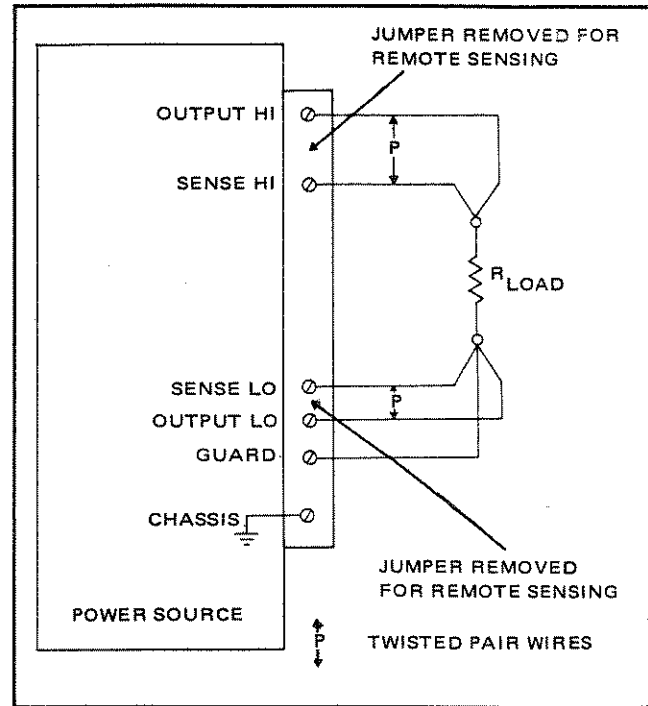 JUMPER REMOVED FOR
REMOTE SENSING
OUTPUT HI
P
SENSE HI
R LOAD
SENSE LO
P
OUTPUT LO
GUARD
CHASSIS
JUMPER REMOVED
FOR REMOTE SENSING
POWER SOURCE
P
TWISTED PAIR WIRES